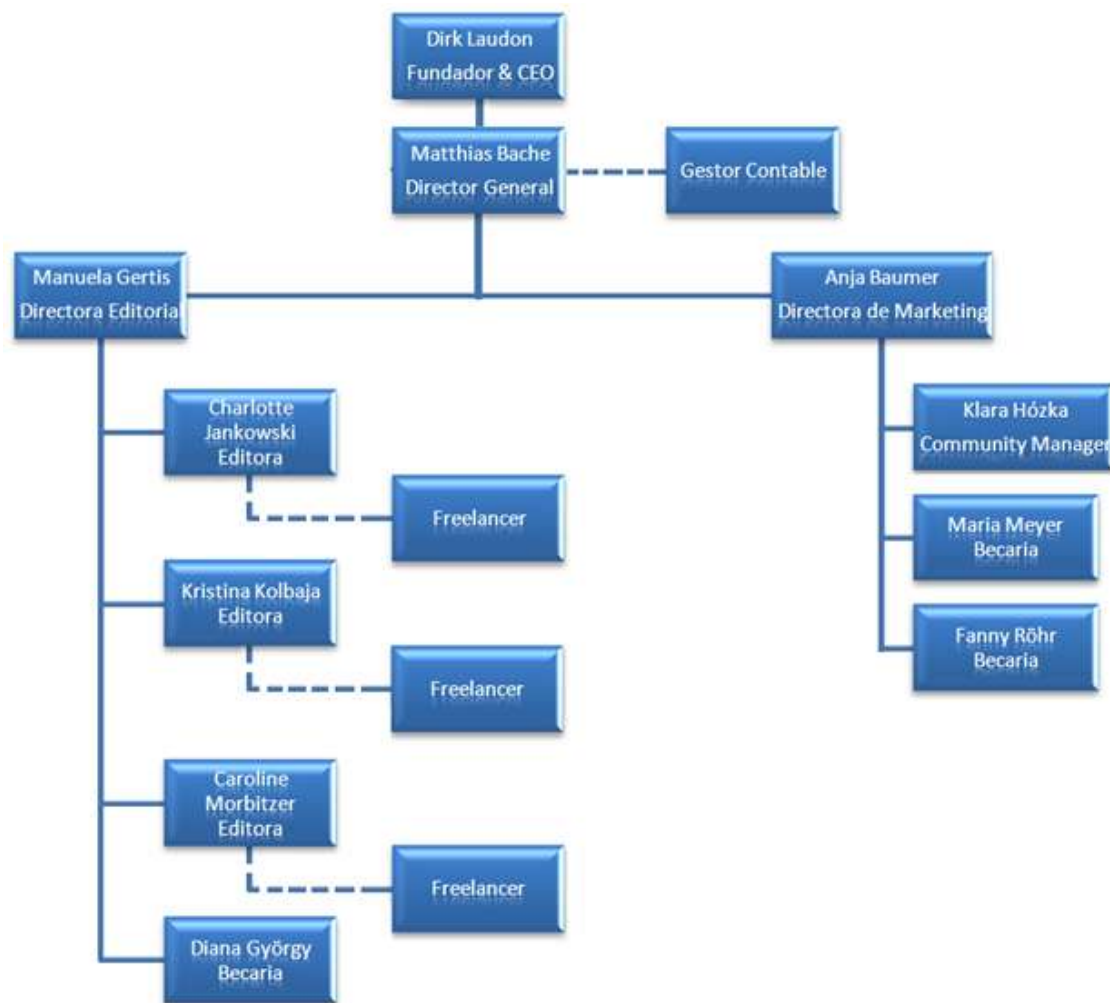 Dirk Laudon
Fundador & CEO
Matthias Bache
Director General
Gestor Contable
Manuela Gertis
Directora Editorial
Anja Baumer
Directora de Marketing
Charlotte
Jankowski
Editora
Freelancer
Kristina Kolbaja
Editora
Freelancer
Caroline
Morbitzer
Editora
Freelancer
Diana György
Becaria
Klara Hózka
Community Manager
Maria Meyer
Becaria
Fanny Röhr
Becaria